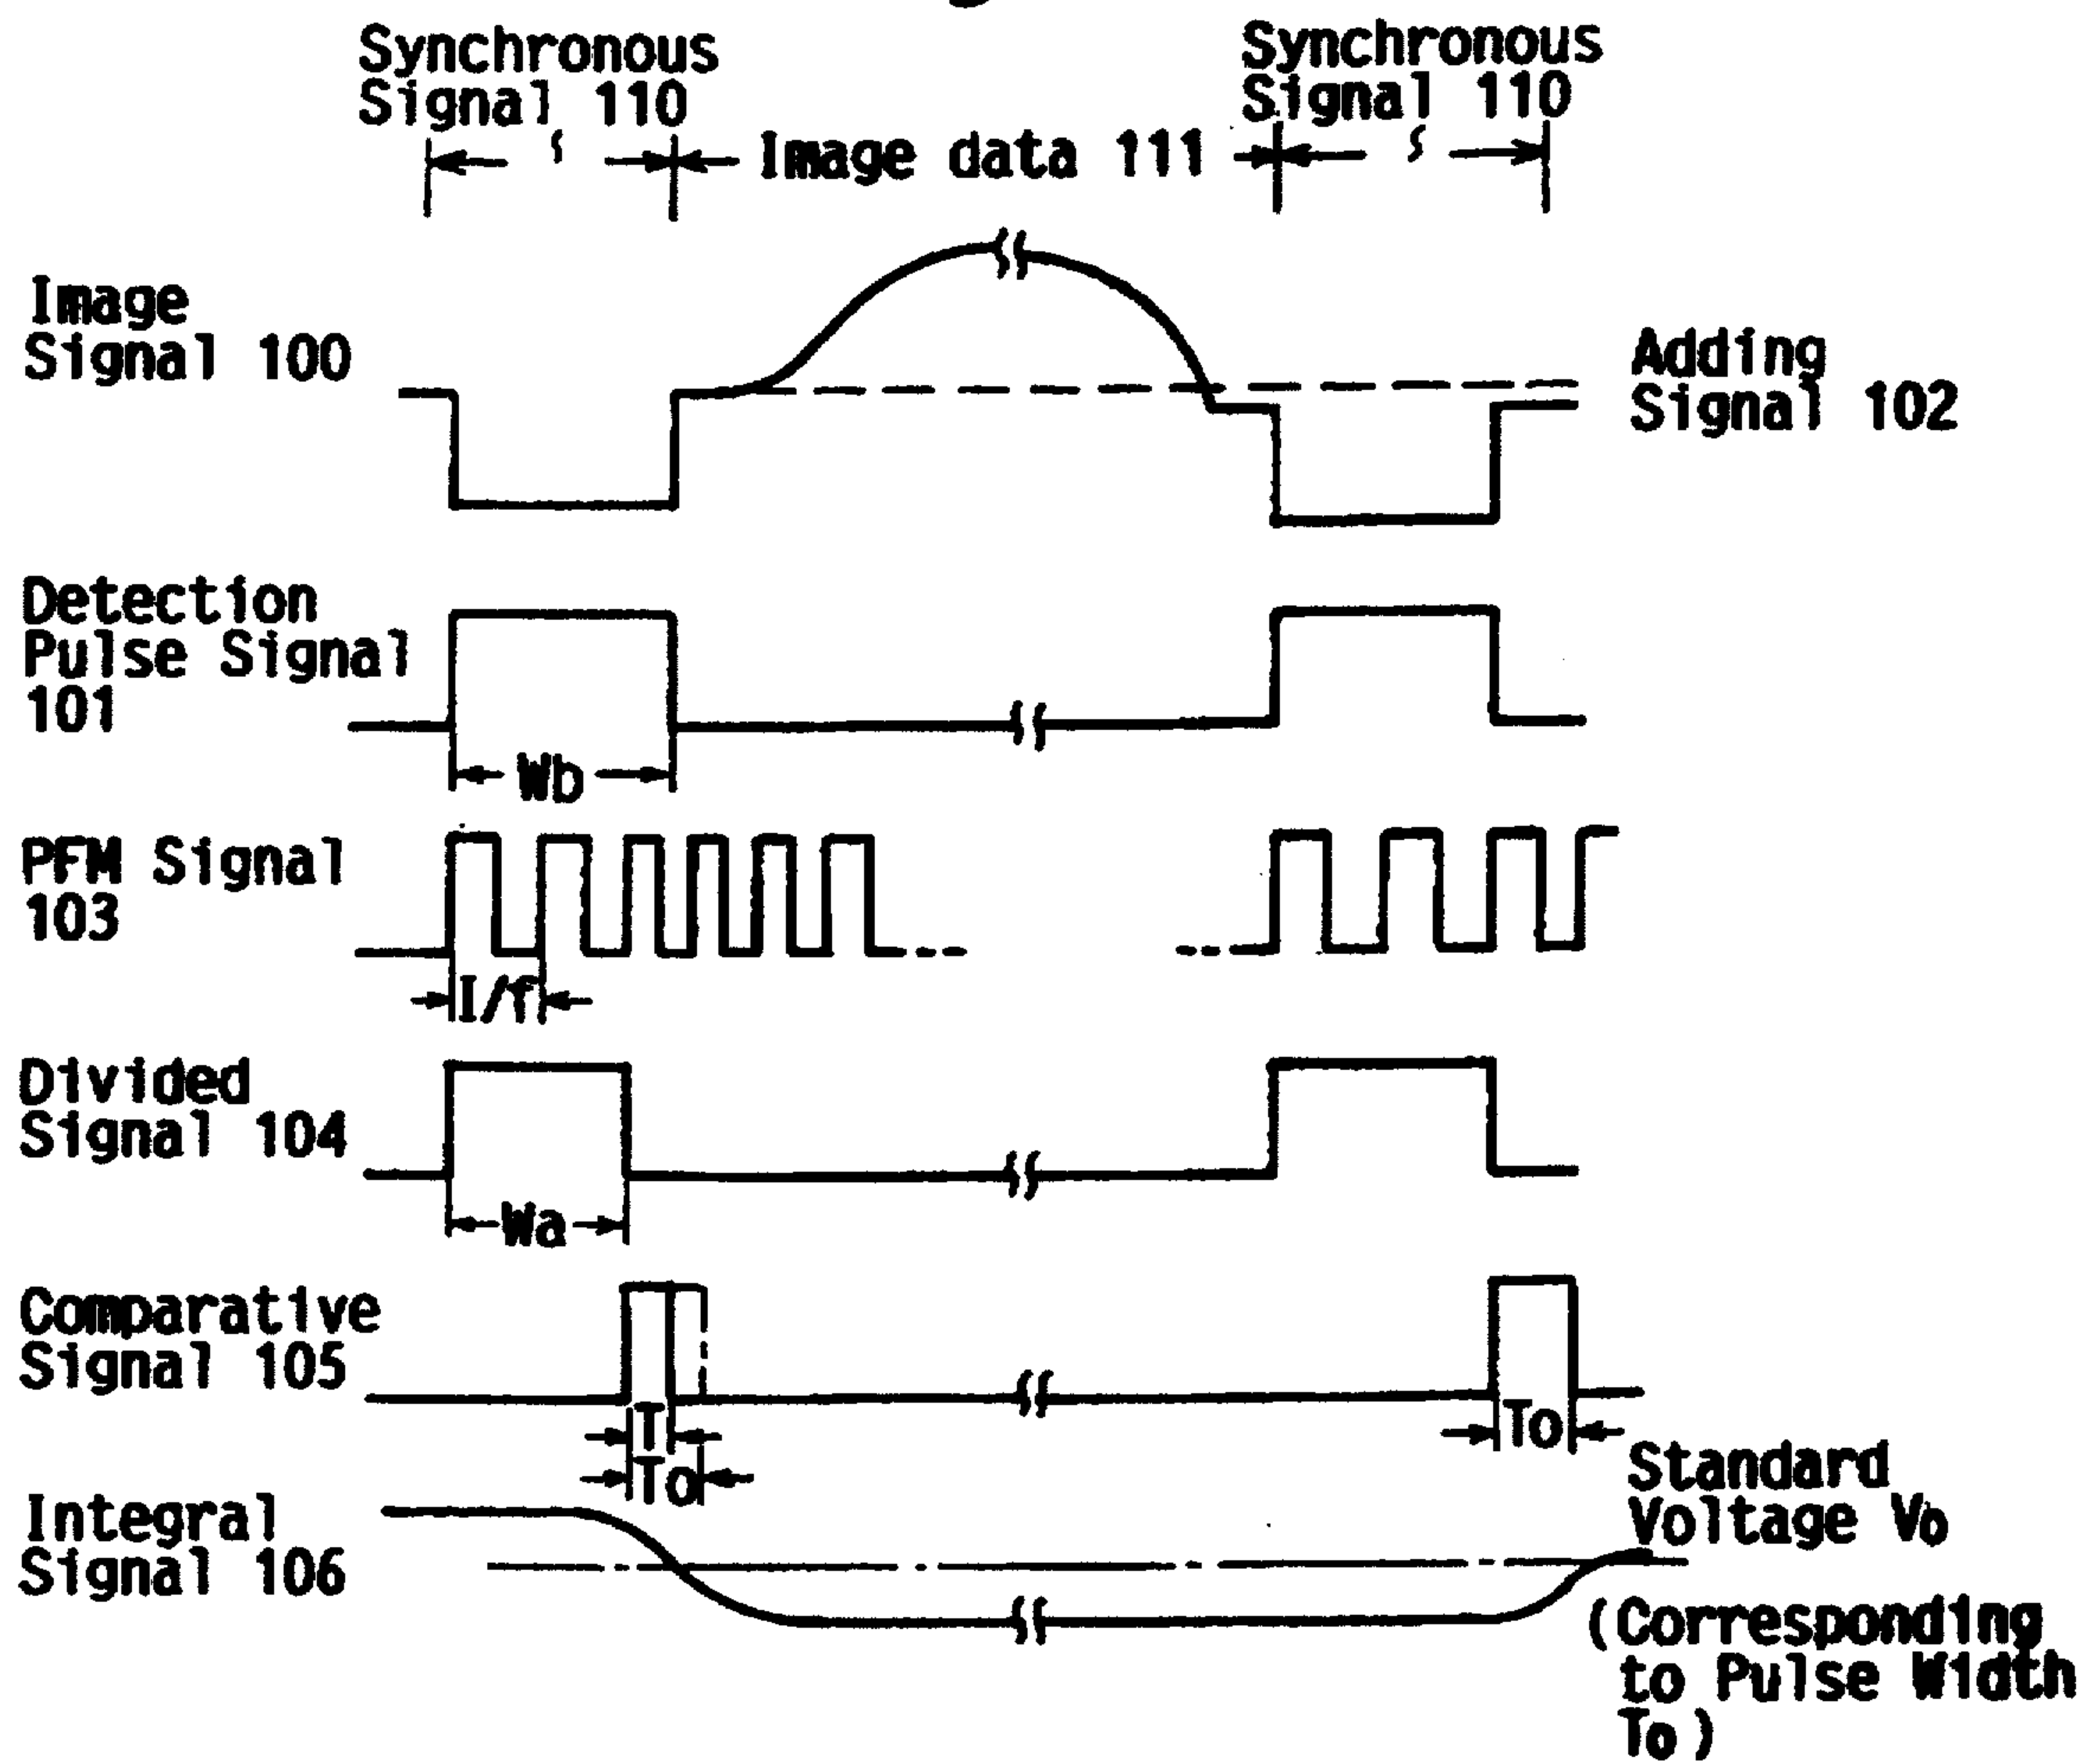 Synchronous
Signal 110
Synchronous
Signal 110
Image data 111
Image
Signal 100
Adding
Signal 102
Detection
Pulse Signal
101
Wb
PFM Signal
103
I/f
Divided
Signal 104
Wa
Comparative
Signal 105
T
To
To
Integral
Signal 106
Standard
Voltage Vo
(Corresponding
to Pulse Width
To)